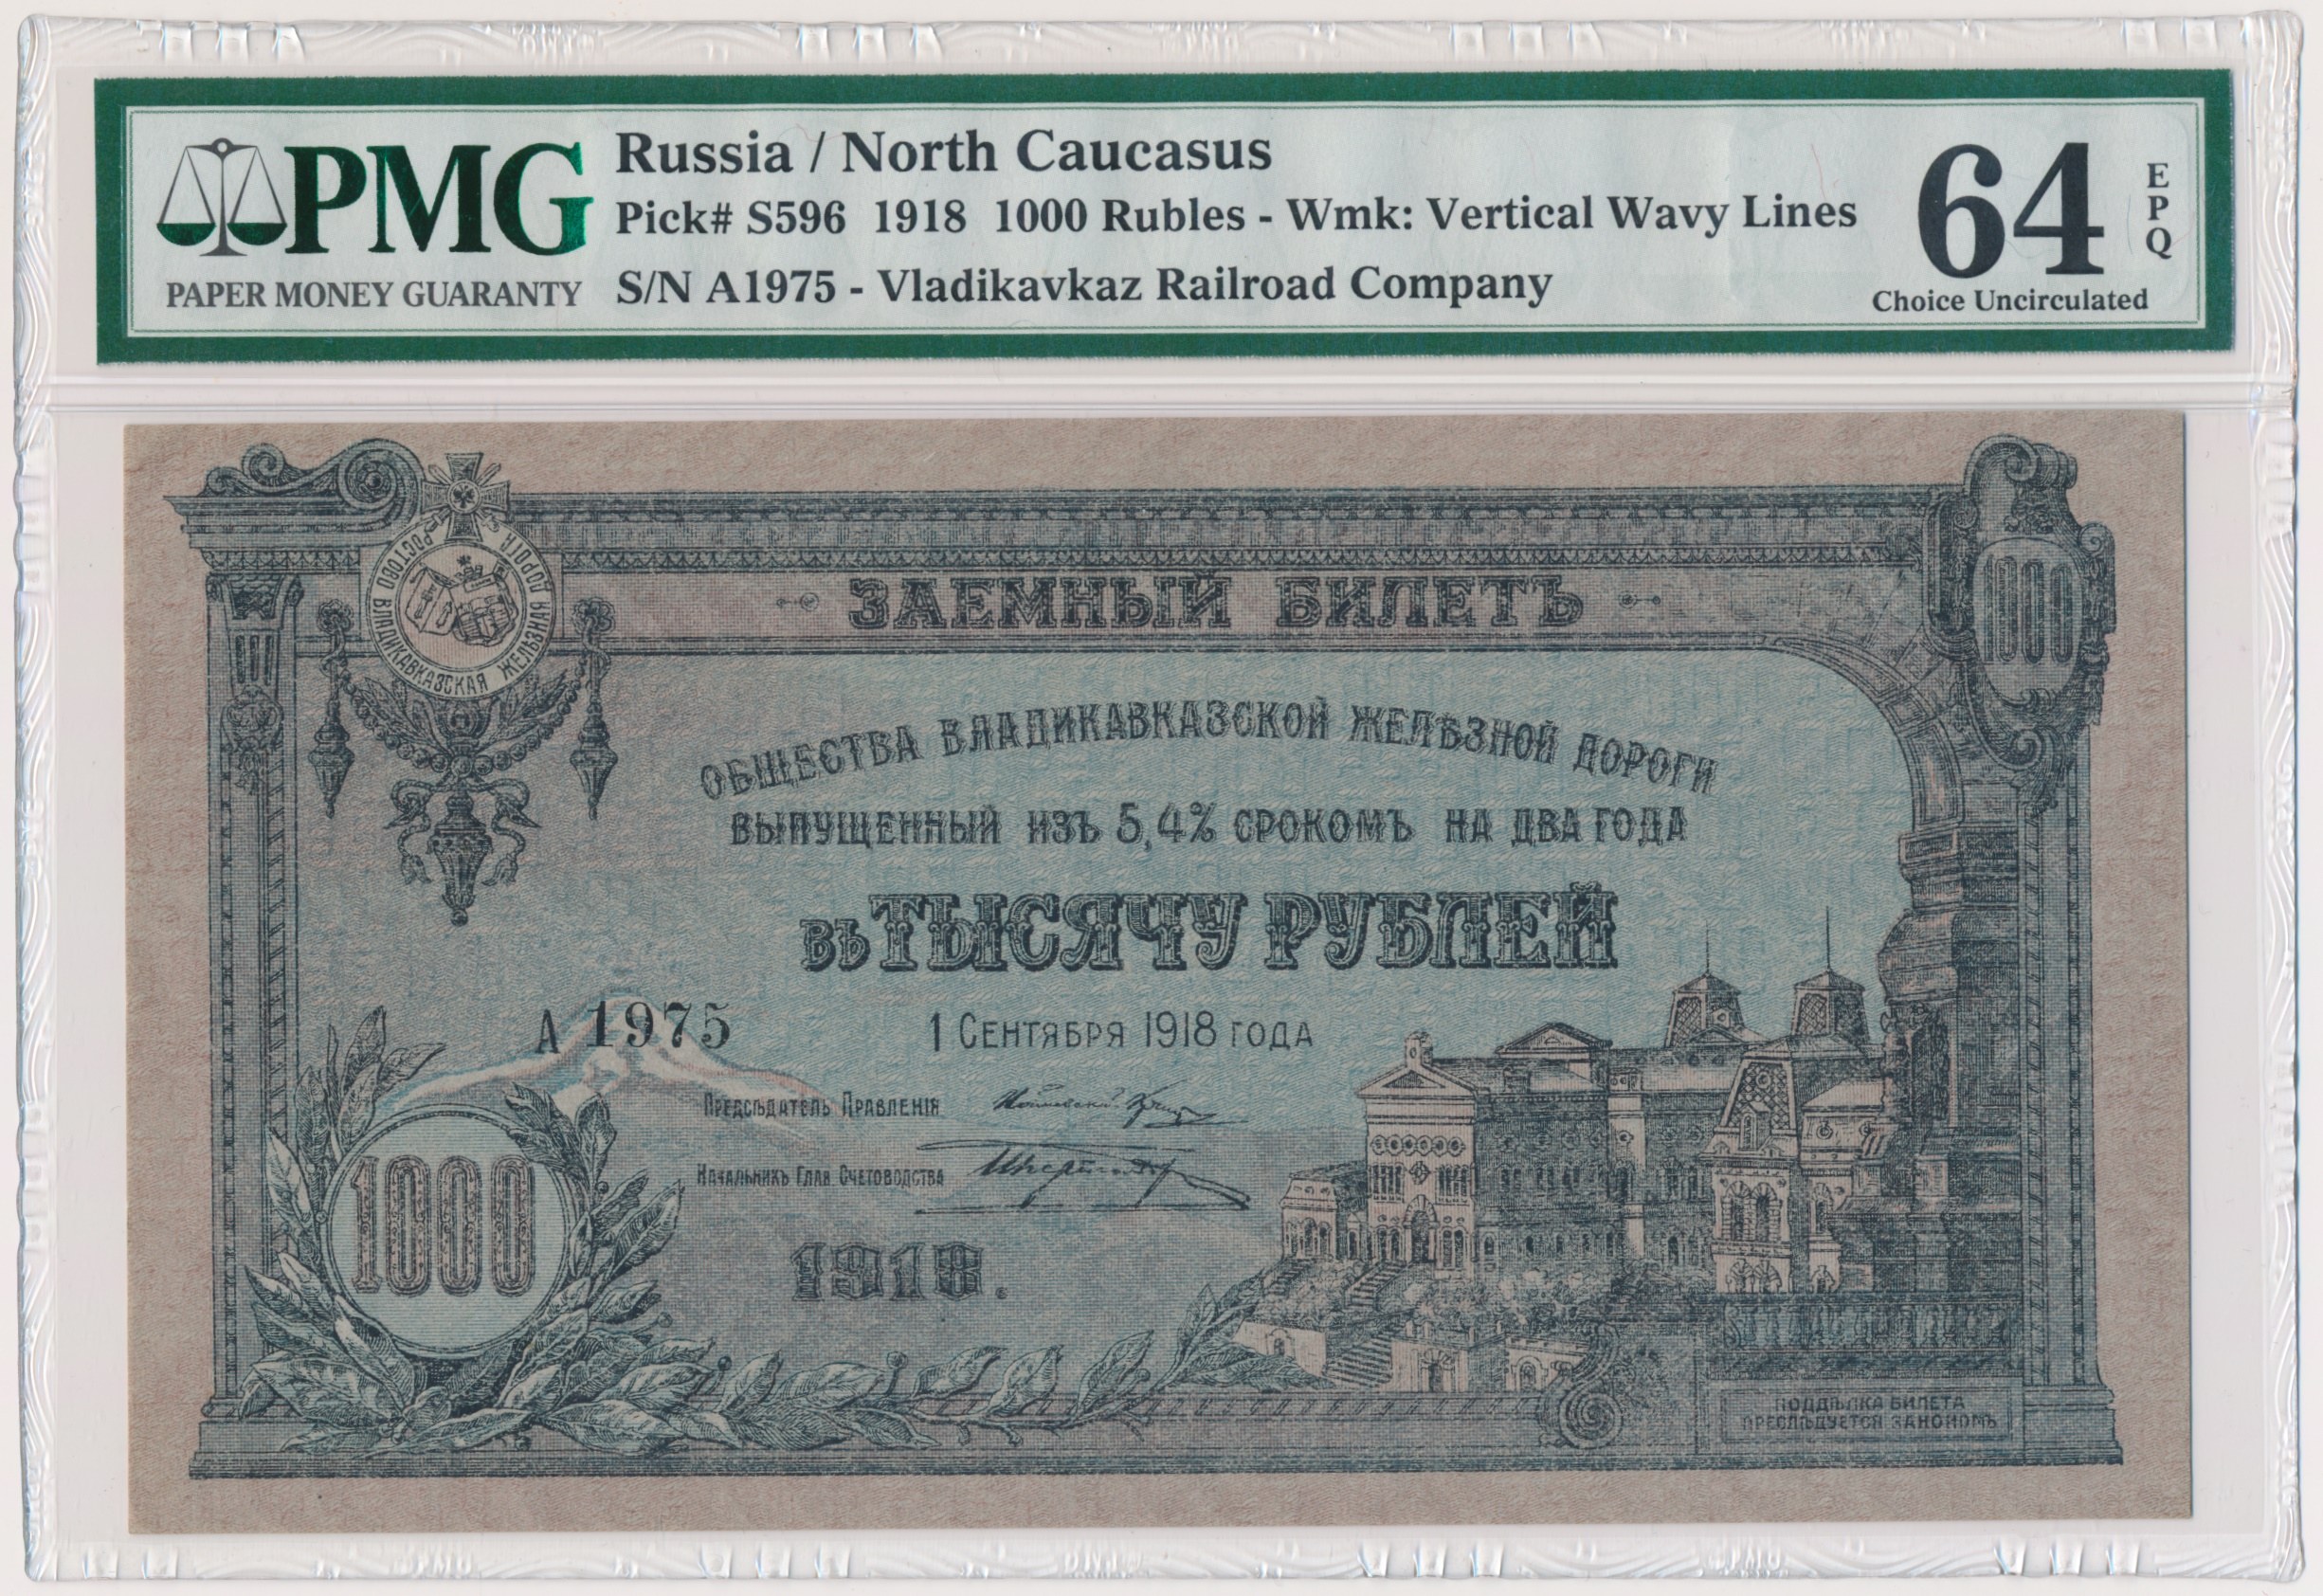 PMG
PAPER MONEY GUARANTY
Russia / North Caucasus
Pick# S596 1918 1000 Rubles - Wmk: Vertical Wavy Lines
S/N A1975 - Vladikavkaz Railroad Company
64
EPQ
Choice Uncirculated
РОСТОВО ВЛАДИКАВКАЗСКАЯ ЖЕЛѢЗНАЯ ДОРОГА
1000
ЗАЕМНЫЙ БИЛЕТЪ
ОБЩЕСТВА ВЛАДИКАВКАЗСКОЙ ЖЕЛѢЗНОЙ ДОРОГИ
ВЫПУЩЕННЫЙ ИЗЪ 5,4% СРОКОМЪ НА ДВА ГОДА
ВЪ ТЫСЯЧУ РУБЛЕЙ
А 1975
1 СЕНТЯБРЯ 1918 ГОДА
ПРЕДСѢДАТЕЛЬ ПРАВЛЕНІЯ
НАЧАЛЬНИКЪ ГЛАВ. СЧЕТОВОДСТВА
1000
1918.
ПОДДѢЛКА БИЛЕТА
ПРЕСЛѢДУЕТСЯ ЗАКОНОМЪ